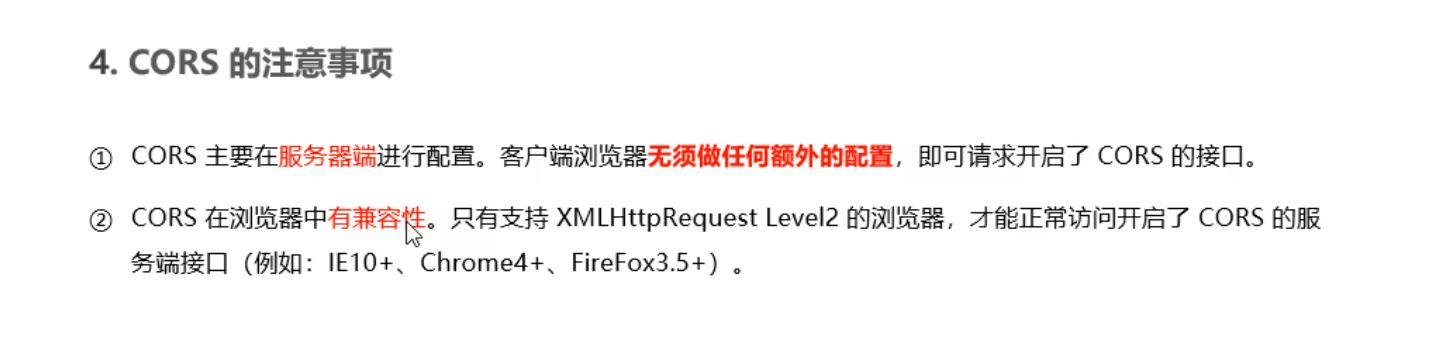 4. CORS 的注意事项
① CORS 主要在服务器端进行配置。客户端浏览器无须做任何额外的配置，即可请求开启了 CORS 的接口。
② CORS 在浏览器中有兼容性。只有支持 XMLHttpRequest Level2 的浏览器，才能正常访问开启了 CORS 的服
务端接口（例如：IE10+、Chrome4+、FireFox3.5+）。